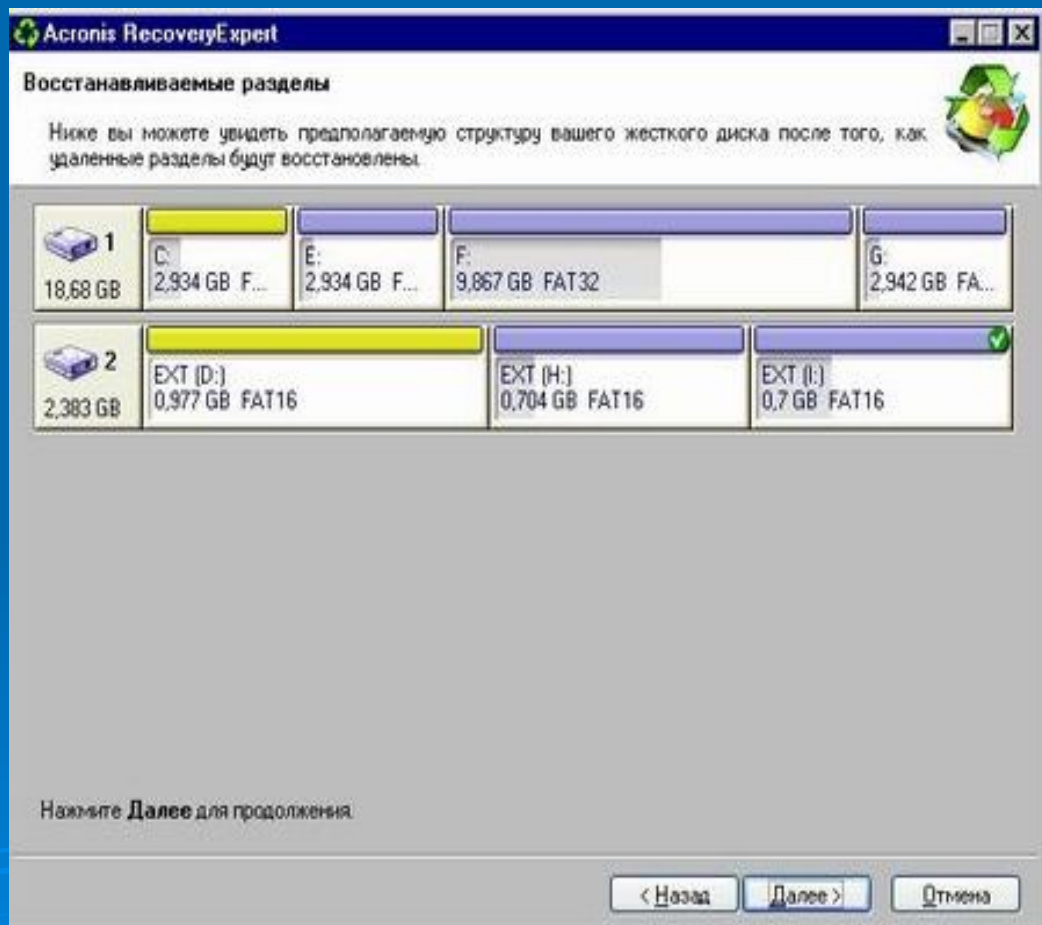 Acronis RecoveryExpert
Восстанавливаемые разделы
Ниже вы можете увидеть предполагаемую структуру вашего жесткого диска после того, как
удаленные разделы будут восстановлены.
1
18,68 GB
C:
2,934 GB F...
E:
2,934 GB F...
F:
9,867 GB FAT32
G:
2,942 GB FA...
2
2,383 GB
EXT (D:)
0,977 GB FAT16
EXT (H:)
0,704 GB FAT16
EXT (I:)
0,7 GB FAT16
Нажмите Далее для продолжения.
< Назад
Далее >
Отмена